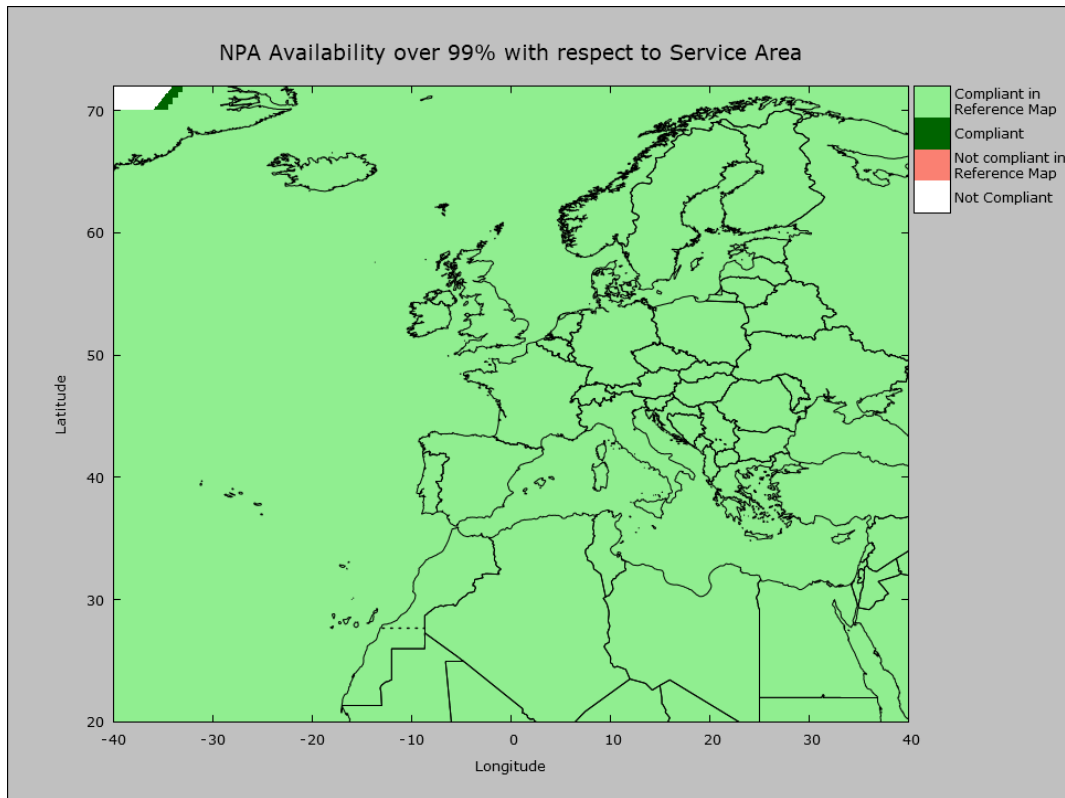 NPA Availability over 99% with respect to Service Area
70
60
50
40
30
20
Latitude
-40
-30
-20
-10
0
10
20
30
40
Longitude
Compliant in
Reference Map
Compliant
Not compliant in
Reference Map
Not Compliant